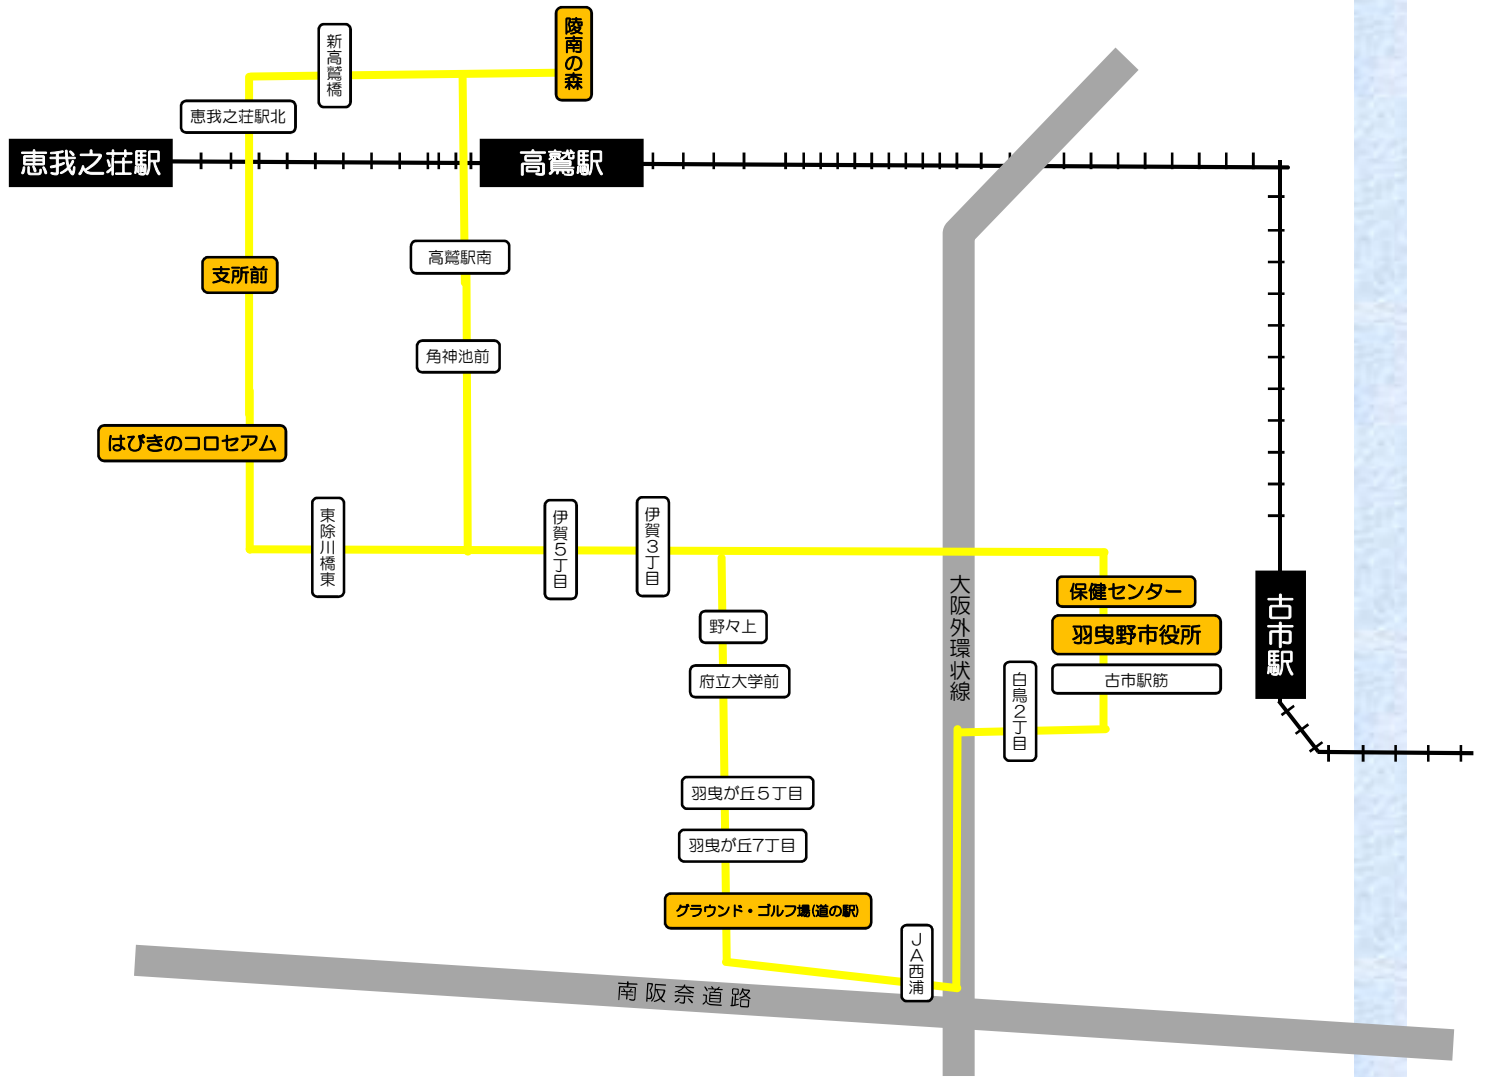 陵南の森
新高鷲橋
恵我之荘駅北
恵我之荘駅
高鷲駅
高鷲駅南
支所前
角神池前
はびきのコロセアム
東除川橋東
伊賀5丁目
伊賀3丁目
大阪外環状線
保健センター
羽曳野市役所
古市駅筋
古市駅
野々上
府立大学前
白鳥2丁目
羽曳が丘5丁目
羽曳が丘7丁目
グラウンド・ゴルフ場(道の駅)
JA西浦
南阪奈道路